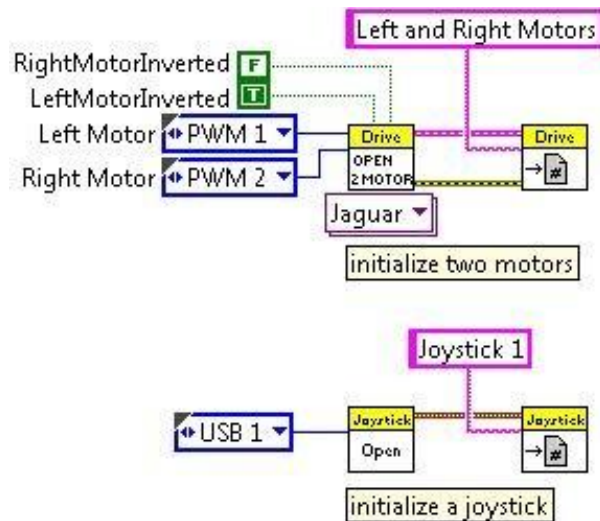 Left and Right Motors
RightMotorInverted F
LeftMotorInverted T
Left Motor PWM 1
Right Motor PWM 2
Drive
OPEN
2 MOTOR
Drive
#
Jaguar
initialize two motors
Joystick 1
USB 1
Joystick
Open
Joystick
#
initialize a joystick